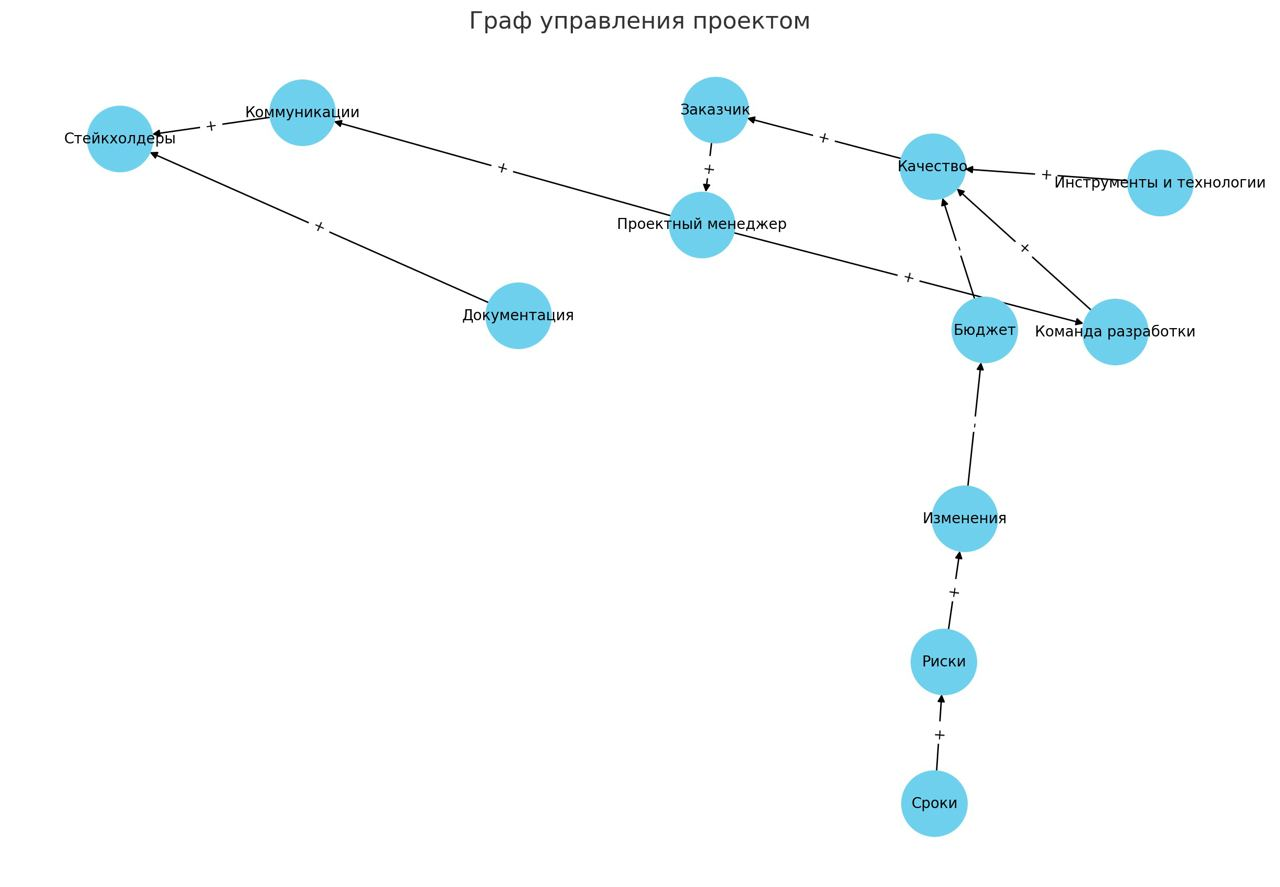 Граф управления проектом
Стейкхолдеры
+
Коммуникации
+
Заказчик
+
Качество
+
Инструменты и технологии
+
Проектный менеджер
+
-
+
+
Документация
Бюджет
Команда разработки
-
Изменения
+
Риски
+
Сроки